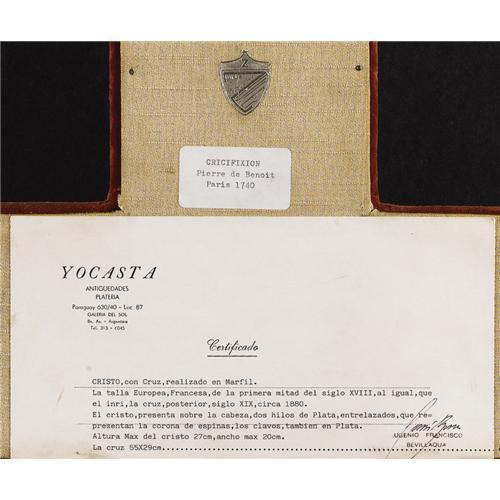 Z
CRICIFIXION
Pierre de Benoit
Paris 1740
YOCASTA
ANTIGUEDADES
PLATERIA
Paraguay 630/40 - Loc 87
GALERIA DEL SOL
Bs. As. - Argentina
Tel. 313 - 1045
Certificado
CRISTO,con Cruz,realizado en Marfil.
La talla Europea,Francesa,de la primera mitad del siglo XVIII,al igual,que
el inri,la cruz,posterior,siglo XIX,circa 1880.
El cristo,presenta sobre la cabeza,dos hilos de Plata,entrelazados,que re-
presentan la corona de espinas,los clavos,tambien en Plata.
Altura Max del cristo 27cm,ancho max 20cm.
La cruz 55X29cm.
EUGENIO FRANCISCO
BEVILLAQUA